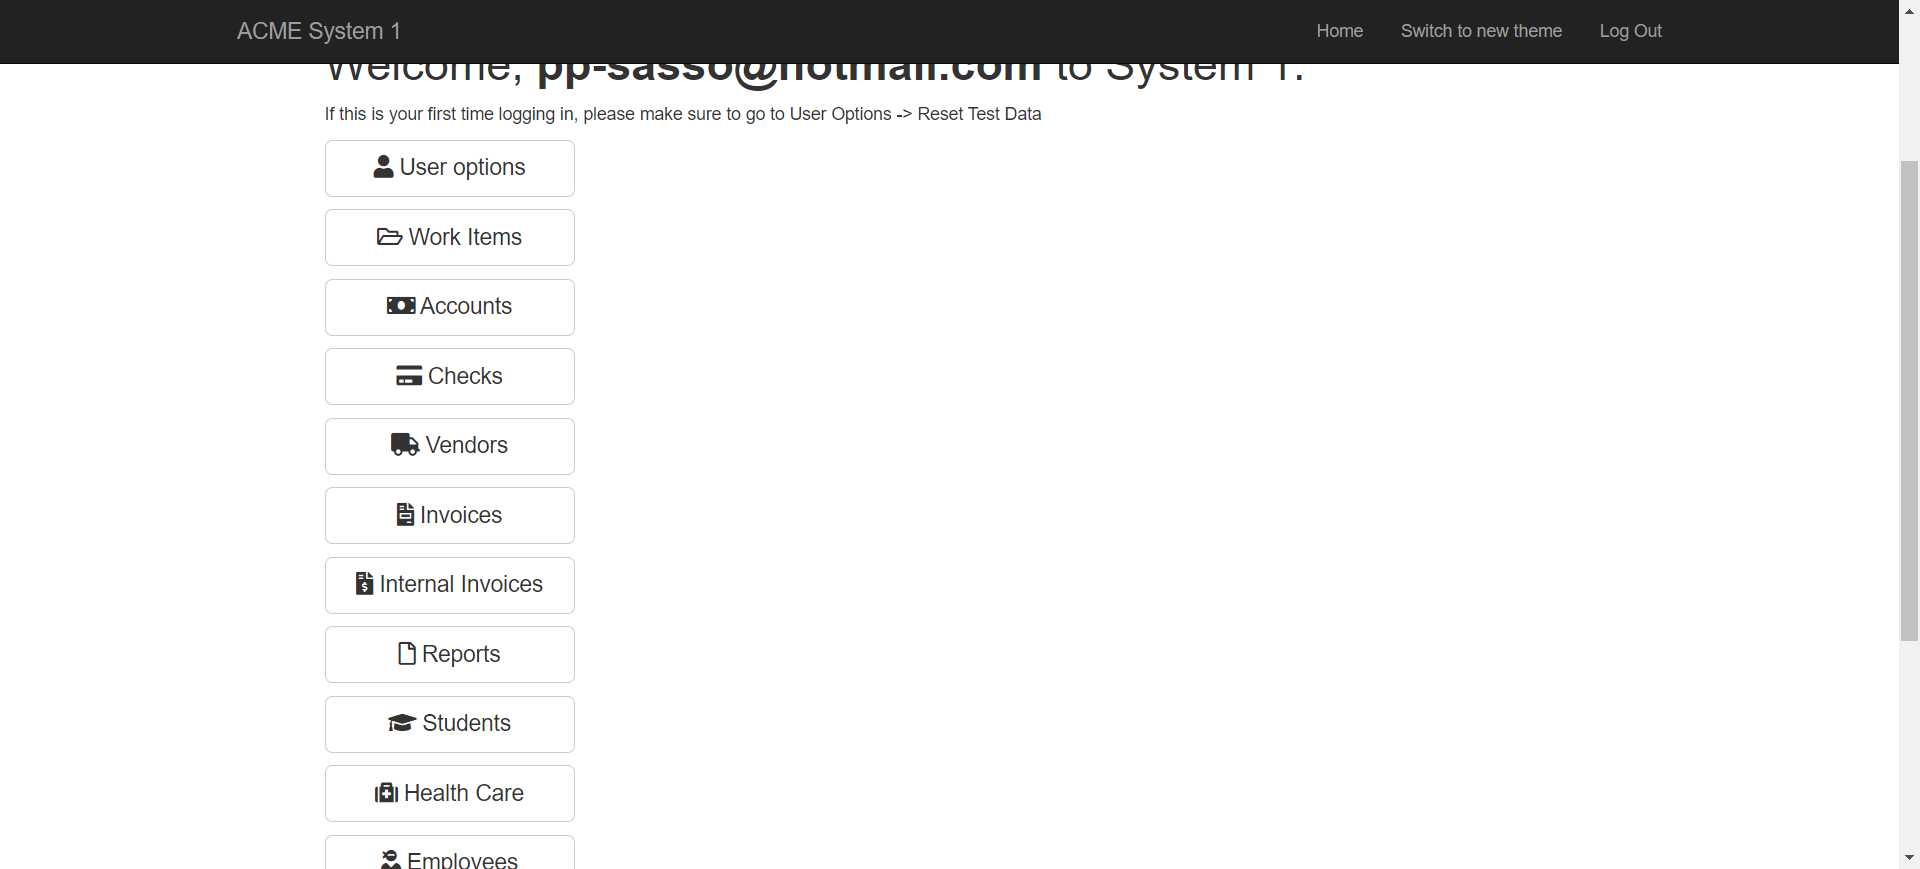 ACME System 1
Home
Switch to new theme
Log Out
Welcome, pp-sasso@hotmail.com to System 1.
If this is your first time logging in, please make sure to go to User Options -> Reset Test Data
User options
Work Items
Accounts
Checks
Vendors
Invoices
Internal Invoices
Reports
Students
Health Care
Employees